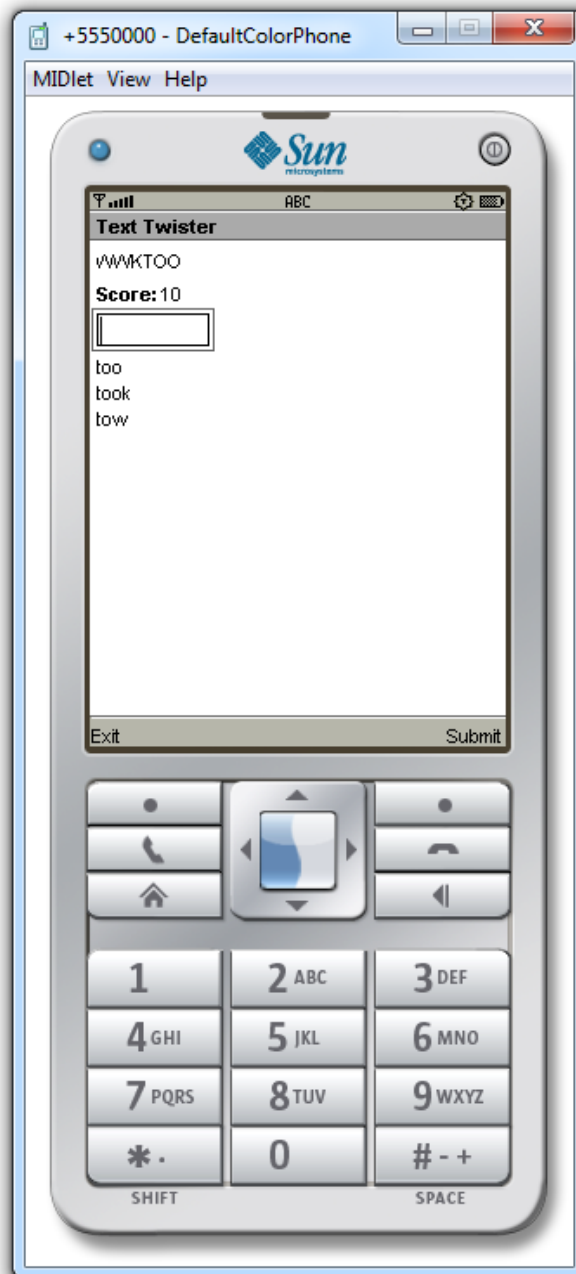 +5550000 - DefaultColorPhone
MIDlet View Help
Sun
microsystems
ABC
Text Twister
WWKTOO
Score: 10
too
took
tow
Exit Submit
1 2 ABC 3 DEF
4 GHI 5 JKL 6 MNO
7 PQRS 8 TUV 9 WXYZ
* . 0 # - +
SHIFT SPACE